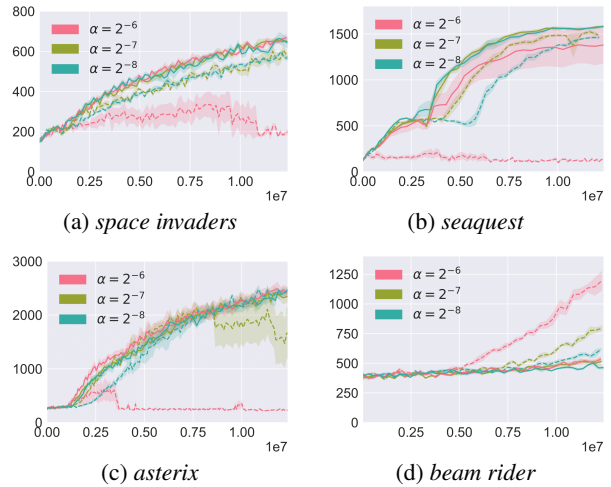 800
600
400
200
0
α = 2⁻⁶
α = 2⁻⁷
α = 2⁻⁸
0.00 0.25 0.50 0.75 1.00
1e7
(a) space invaders
1500
1000
500
0
α = 2⁻⁶
α = 2⁻⁷
α = 2⁻⁸
0.00 0.25 0.50 0.75 1.00
1e7
(b) seaquest
3000
2000
1000
0
α = 2⁻⁶
α = 2⁻⁷
α = 2⁻⁸
0.00 0.25 0.50 0.75 1.00
1e7
(c) asterix
1250
1000
750
500
250
0
α = 2⁻⁶
α = 2⁻⁷
α = 2⁻⁸
0.25 0.50 0.75 1.00
1e7
(d) beam rider